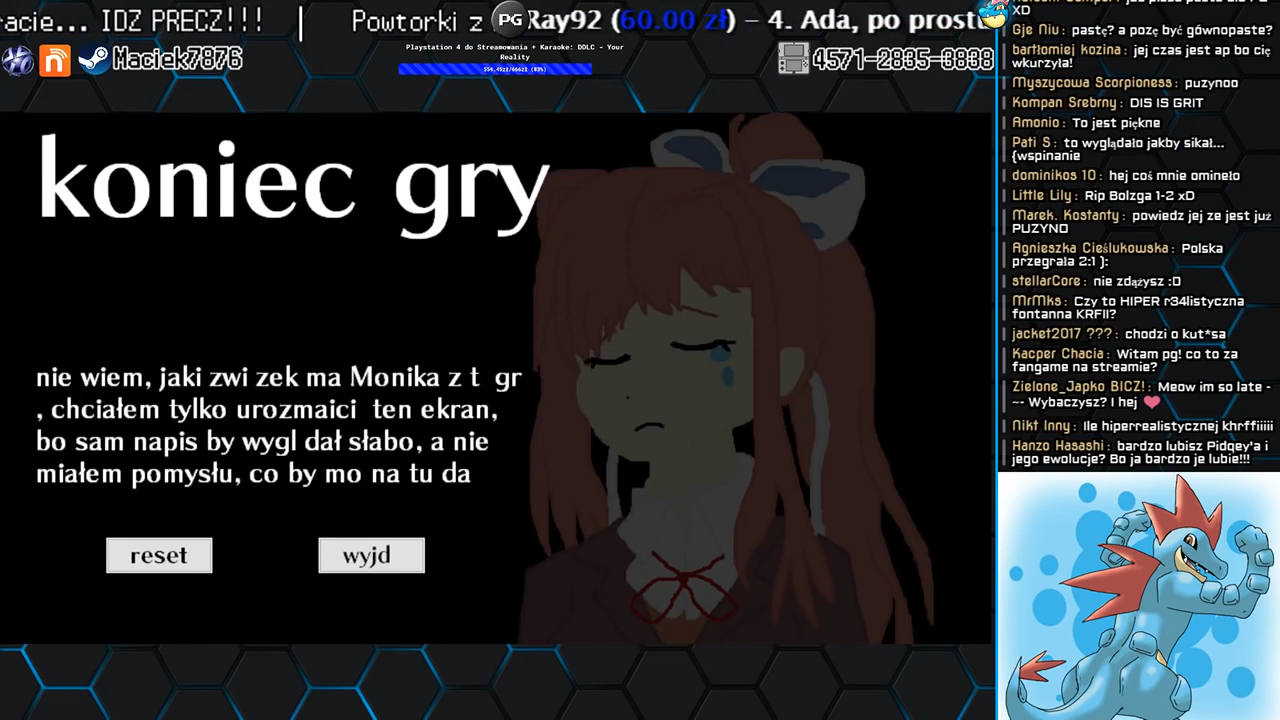 racie... IDZ PRECZ!!! | Powtorki z
PG
Ray92 (60.00 zł) – 4. Ada, po prostu
Maciek7876
Playstation 4 do Streamowania + Karaoke: DDLC - Your
Reality
4571-2835-3838
koniec gry
nie wiem, jaki zwi zek ma Monika z t gr
, chciałem tylko urozmaici ten ekran,
bo sam napis by wygl dał słabo, a nie
miałem pomysłu, co by mo na tu da
reset
wyjd
XD
Gje Niu: pastę? a pozę być gównopaste?
bartłomiej kozina: jej czas jest ap bo cię
wkurzyła!
Myszycowa Scorpioness: puzynoo
Kompan Srebrny: DIS IS GRIT
Amonio: To jest piękne
Pati S: to wyglądało jakby sikał...
{wspinanie
dominikos 10: hej coś mnie ominelo
Little Lily: Rip Bolzga 1-2 xD
Marek. Kostanty: powiedz jej ze jest już
PUZYNO
Agnieszka Cieślukowska: Polska
przegrała 2:1 ):
stellarCore: nie zdążysz :D
MrMks: Czy to HIPER r34listyczna
fontanna KRFII?
jacket2017 ???: chodzi o kut*sa
Kacper Chacia: Witam pg! co to za
fangame na streamie?
Zielone_Japko BICZ!: Meow im so late -
~- Wybaczysz? I hej ❤
Nikt Inny: Ile hiperrealistycznej khrffiiiii
Hanzo Hasashi: bardzo lubisz Pidqey'a i
jego ewolucje? Bo ja bardzo je lubie!!!